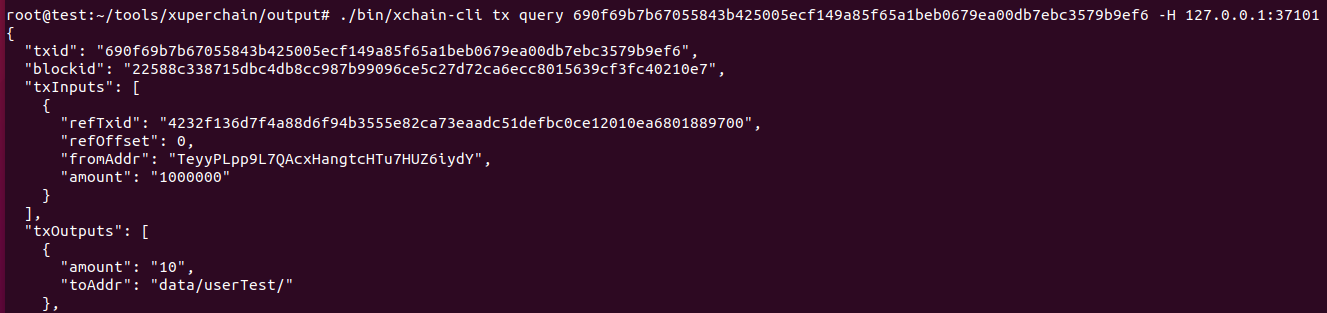 root@test:~/tools/xuperchain/output# ./bin/xchain-cli tx query 690f69b7b67055843b425005ecf149a85f65a1beb0679ea00db7ebc3579b9ef6 -H 127.0.0.1:37101
{
  "txid": "690f69b7b67055843b425005ecf149a85f65a1beb0679ea00db7ebc3579b9ef6",
  "blockid": "22588c338715dbc4db8cc987b99096ce5c27d72ca6ecc8015639cf3fc40210e7",
  "txInputs": [
    {
      "refTxid": "4232f136d7f4a88d6f94b3555e82ca73eaadc51defbc0ce12010ea6801889700",
      "refOffset": 0,
      "fromAddr": "TeyyPLpp9L7QAcxHangtcHTu7HUZ6iydY",
      "amount": "1000000"
    }
  ],
  "txOutputs": [
    {
      "amount": "10",
      "toAddr": "data/userTest/"
    },